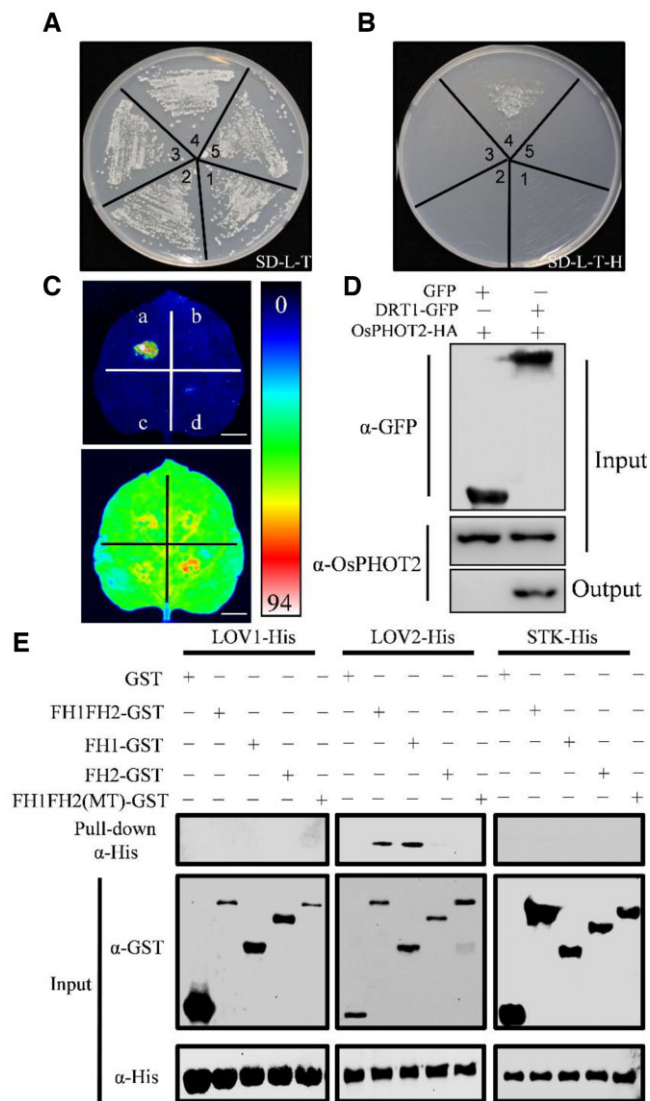 A
B
4
3 5
2 1
SD-L-T
4
3 5
2 1
SD-L-T-H
C
a b
c d
0
94
D
GFP + −
DRT1-GFP − +
OsPHOT2-HA + +
α-GFP
Input
α-OsPHOT2
Output
E
LOV1-His LOV2-His STK-His
GST + − − − − + − − − − + − − − −
FH1FH2-GST − + − − − − + − − − − + − − −
FH1-GST − − + − − − − + − − − − + − −
FH2-GST − − − + − − − − + − − − − + −
FH1FH2(MT)-GST − − − − + − − − − + − − − − +
Pull-down
α-His
Input
α-GST
α-His